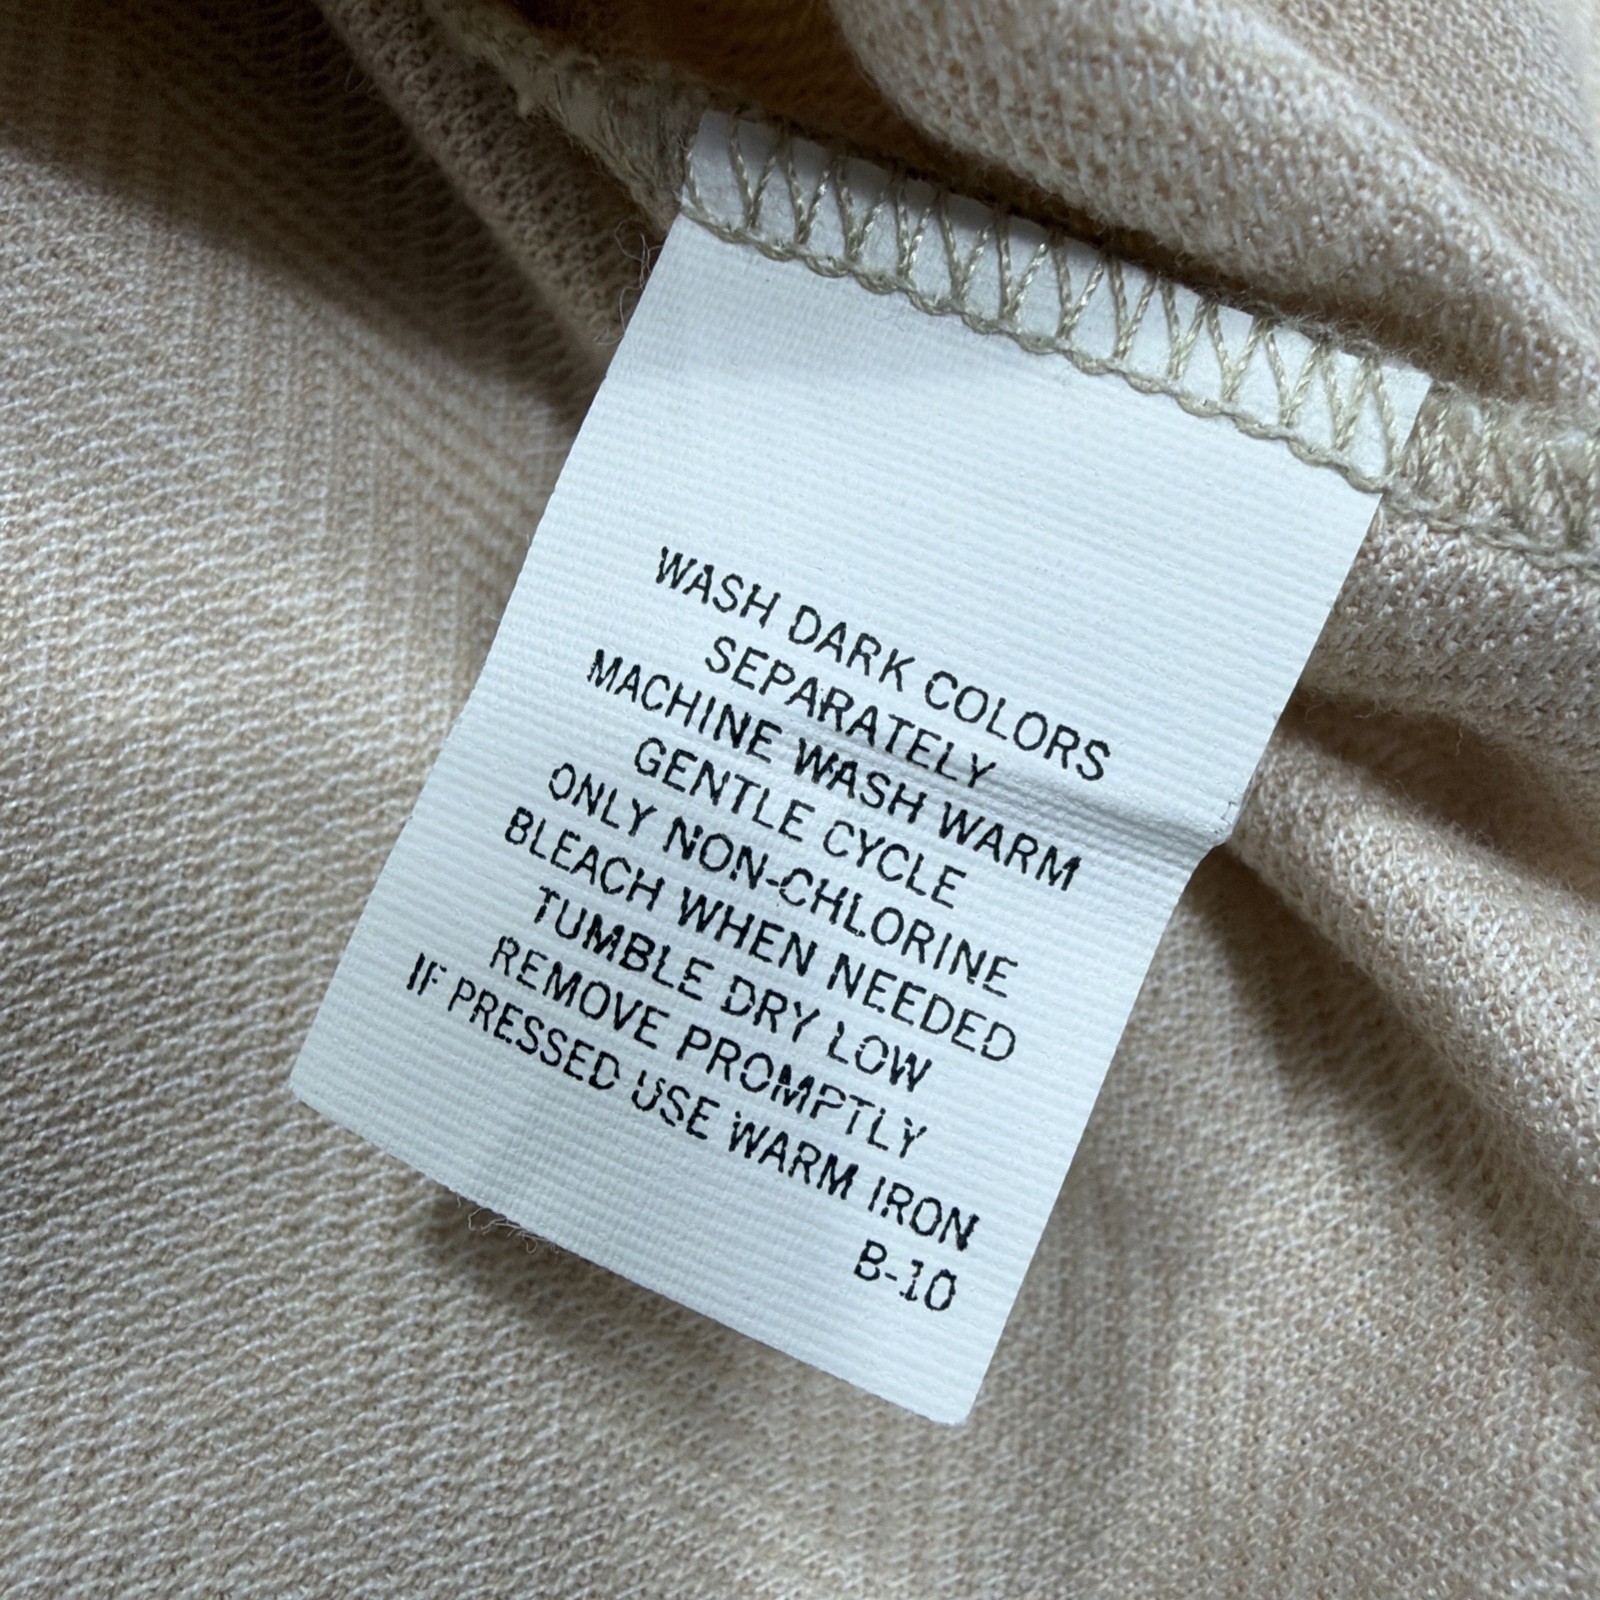 WASH DARK COLORS
SEPARATELY
MACHINE WASH WARM
GENTLE CYCLE
ONLY NON-CHLORINE
BLEACH WHEN NEEDED
TUMBLE DRY LOW
REMOVE PROMPTLY
IF PRESSED USE WARM IRON
B-10